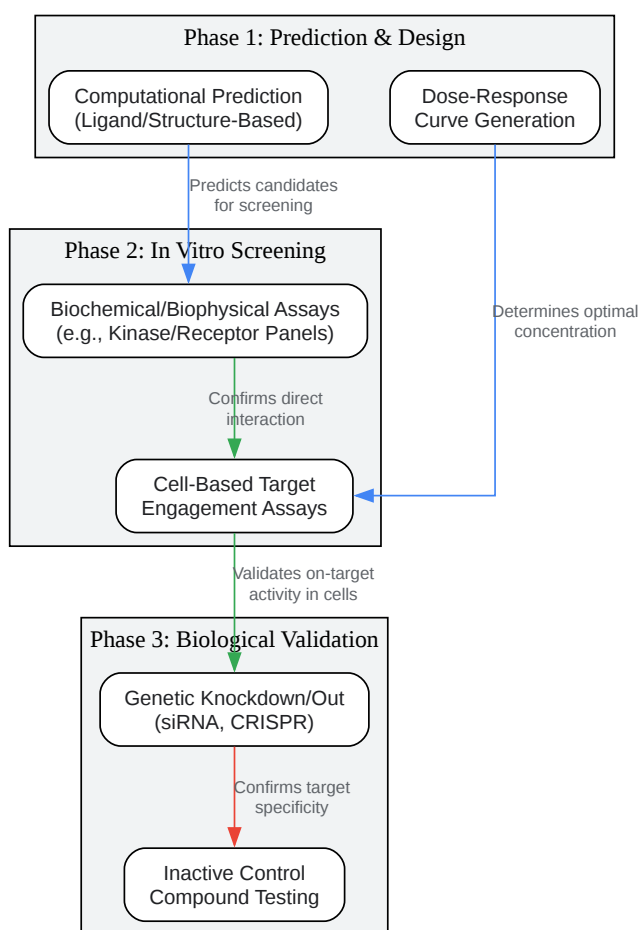 Phase 1: Prediction & Design
Computational Prediction
(Ligand/Structure-Based)
Dose-Response
Curve Generation
Predicts candidates
for screening
Phase 2: In Vitro Screening
Biochemical/Biophysical Assays
(e.g., Kinase/Receptor Panels)
Determines optimal
concentration
Confirms direct
interaction
Cell-Based Target
Engagement Assays
Validates on-target
activity in cells
Phase 3: Biological Validation
Genetic Knockdown/Out
(siRNA, CRISPR)
Confirms target
specificity
Inactive Control
Compound Testing